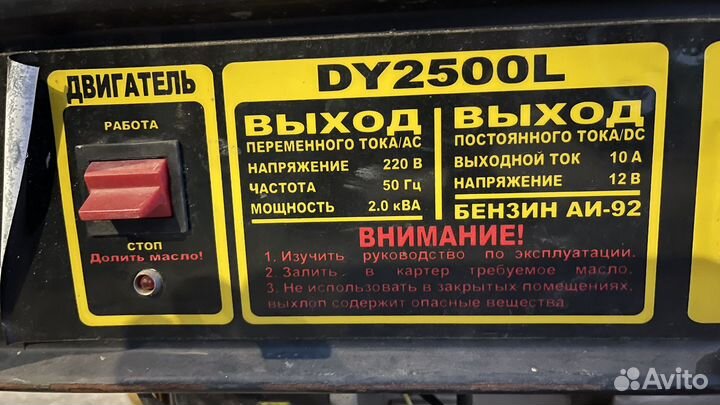 ДВИГАТЕЛЬ
РАБОТА
СТОП
Долить масло!
DY2500L
ВЫХОД
ПЕРЕМЕННОГО ТОКА/АС
НАПРЯЖЕНИЕ 220 В
ЧАСТОТА 50 Гц
МОЩНОСТЬ 2.0 кВА
ВЫХОД
ПОСТОЯННОГО ТОКА/DC
ВЫХОДНОЙ ТОК 10 А
НАПРЯЖЕНИЕ 12 В
БЕНЗИН АИ-92
ВНИМАНИЕ!
1. Изучить руководство по эксплуатации.
2. Залить в картер требуемое масло.
3. Не использовать в закрытых помещениях,
выхлоп содержит опасные вещества.
Avito